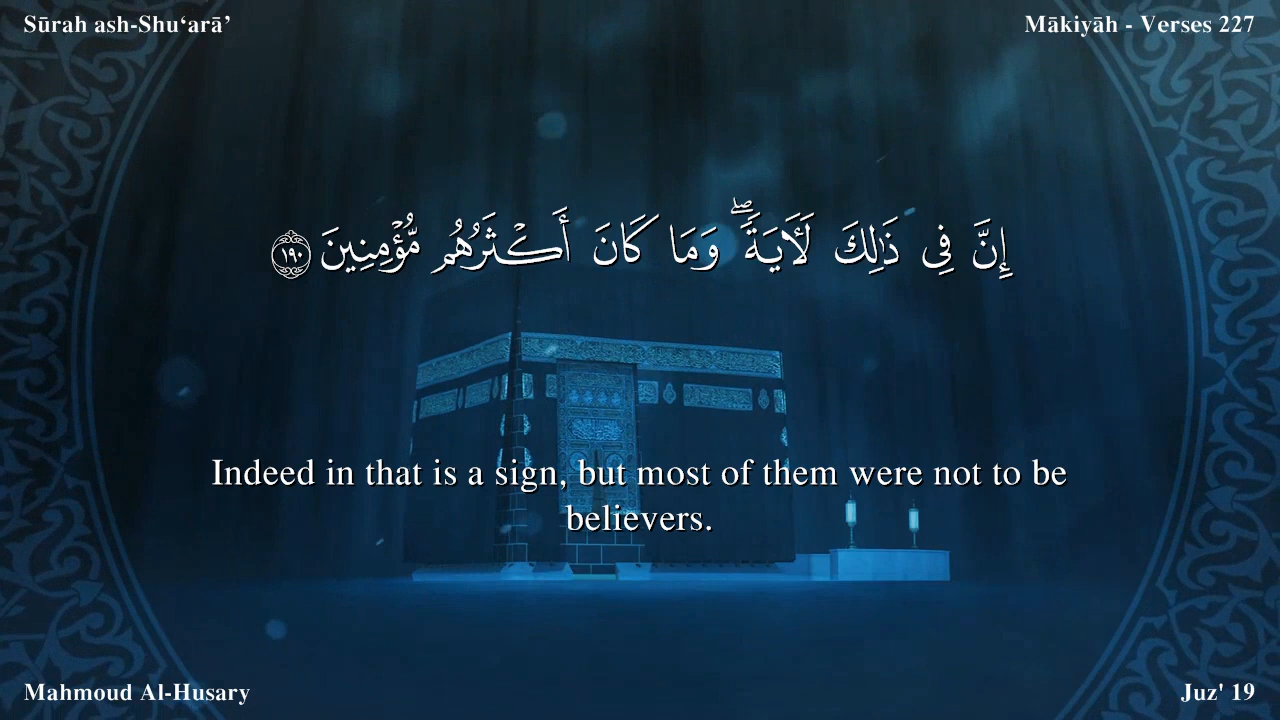 Sūrah ash-Shu‘arā’
Mākiyāh - Verses 227
إِنَّ فِى ذَٰلِكَ لَـَٔايَةًۖ وَمَا كَانَ أَكْثَرُهُم مُّؤْمِنِينَ ١٩٠
Indeed in that is a sign, but most of them were not to be
believers.
Mahmoud Al-Husary
Juz' 19